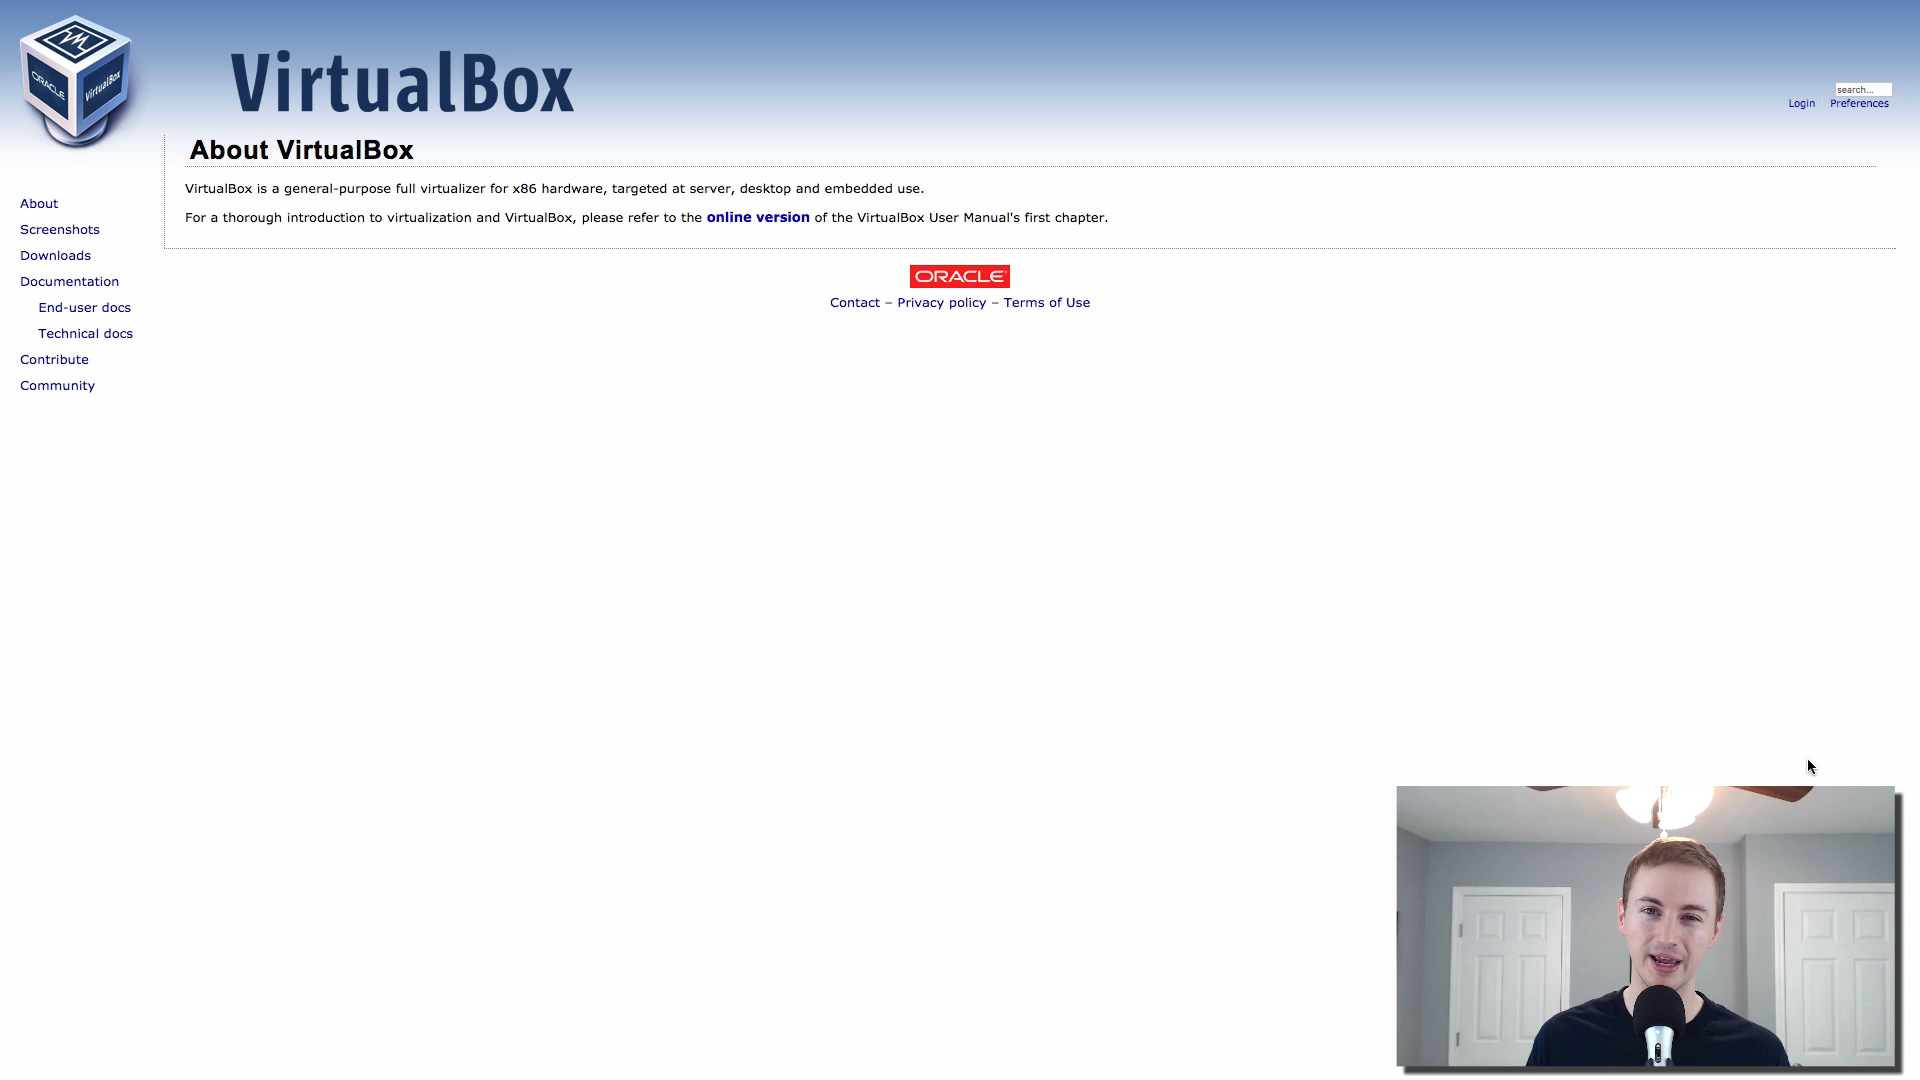 ORACLE
VirtualBox
VirtualBox
search...
Login
Preferences
About VirtualBox
VirtualBox is a general-purpose full virtualizer for x86 hardware, targeted at server, desktop and embedded use.
For a thorough introduction to virtualization and VirtualBox, please refer to the online version of the VirtualBox User Manual's first chapter.
About
Screenshots
Downloads
Documentation
End-user docs
Technical docs
Contribute
Community
ORACLE
Contact – Privacy policy – Terms of Use